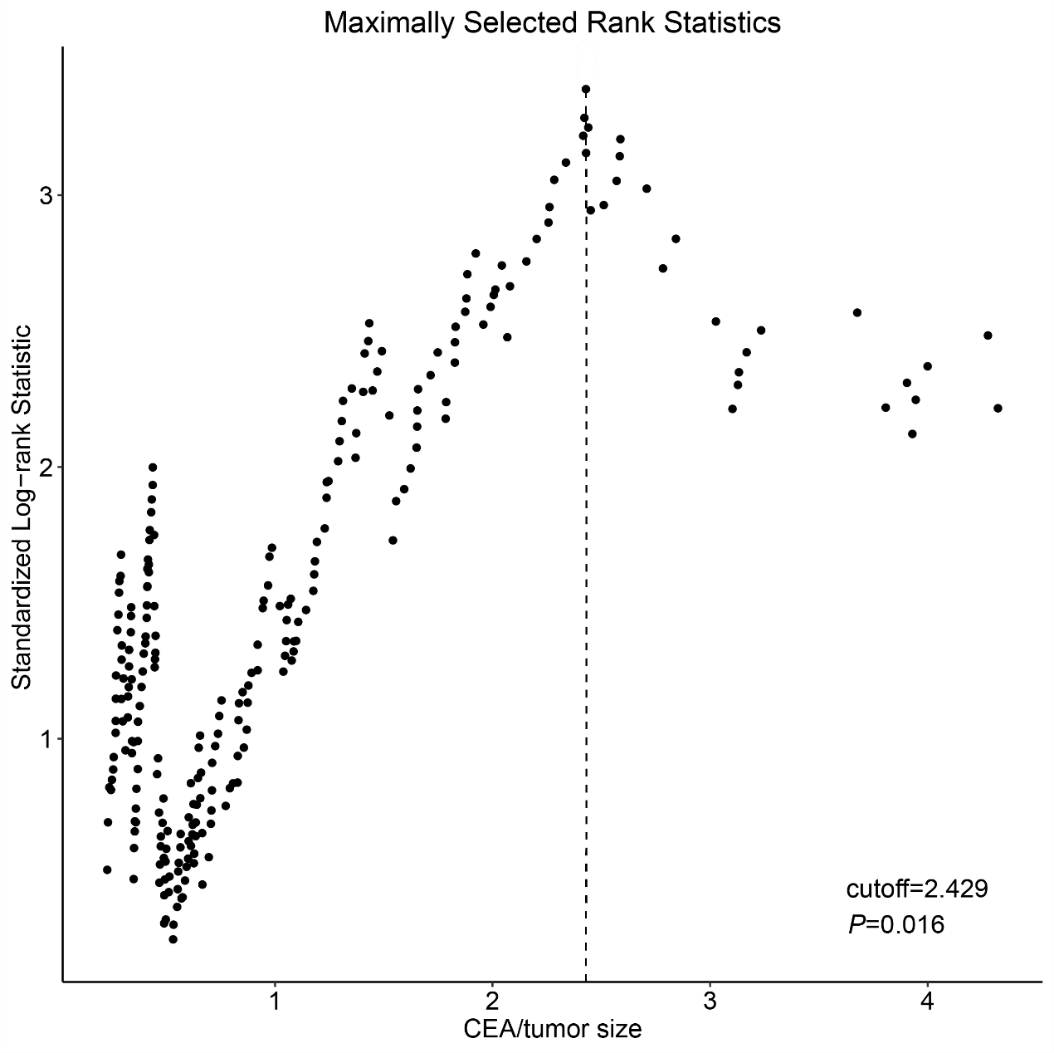 Maximally Selected Rank Statistics
Standardized Log−rank Statistic
3
2
1
cutoff=2.429
P=0.016
1 2 3 4
CEA/tumor size